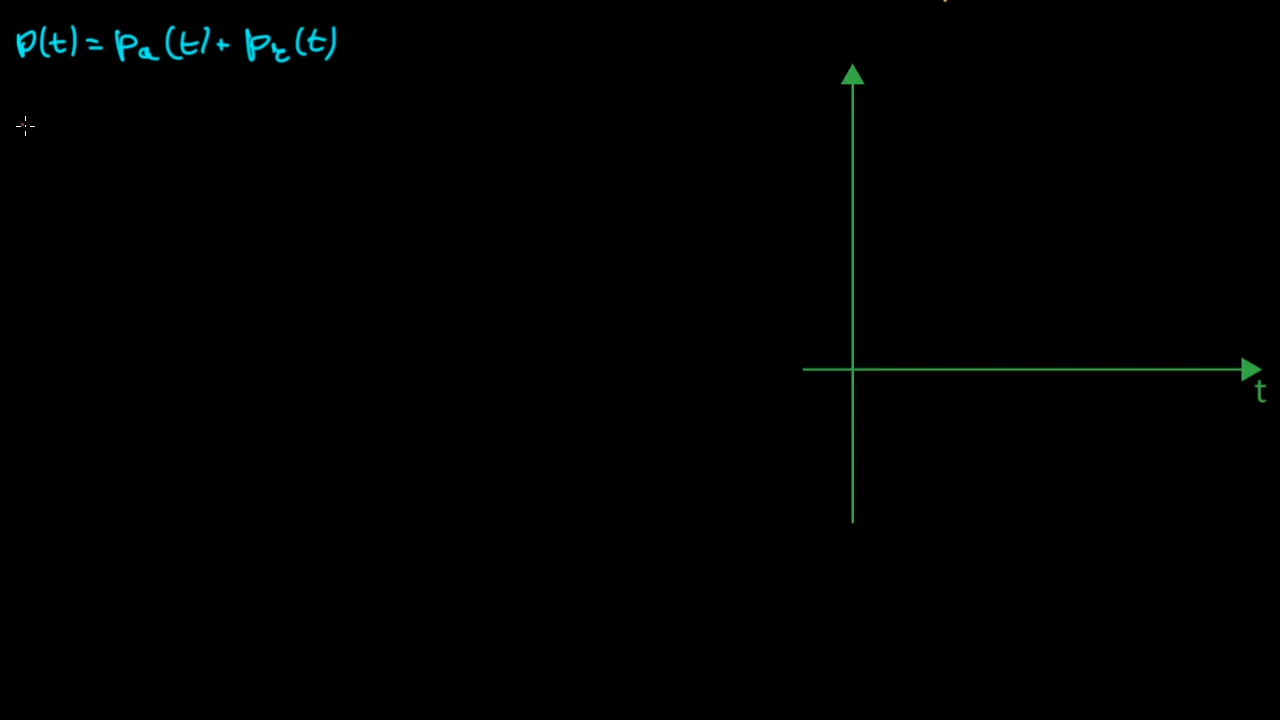 p(t) = pa(t) + pr(t)
t